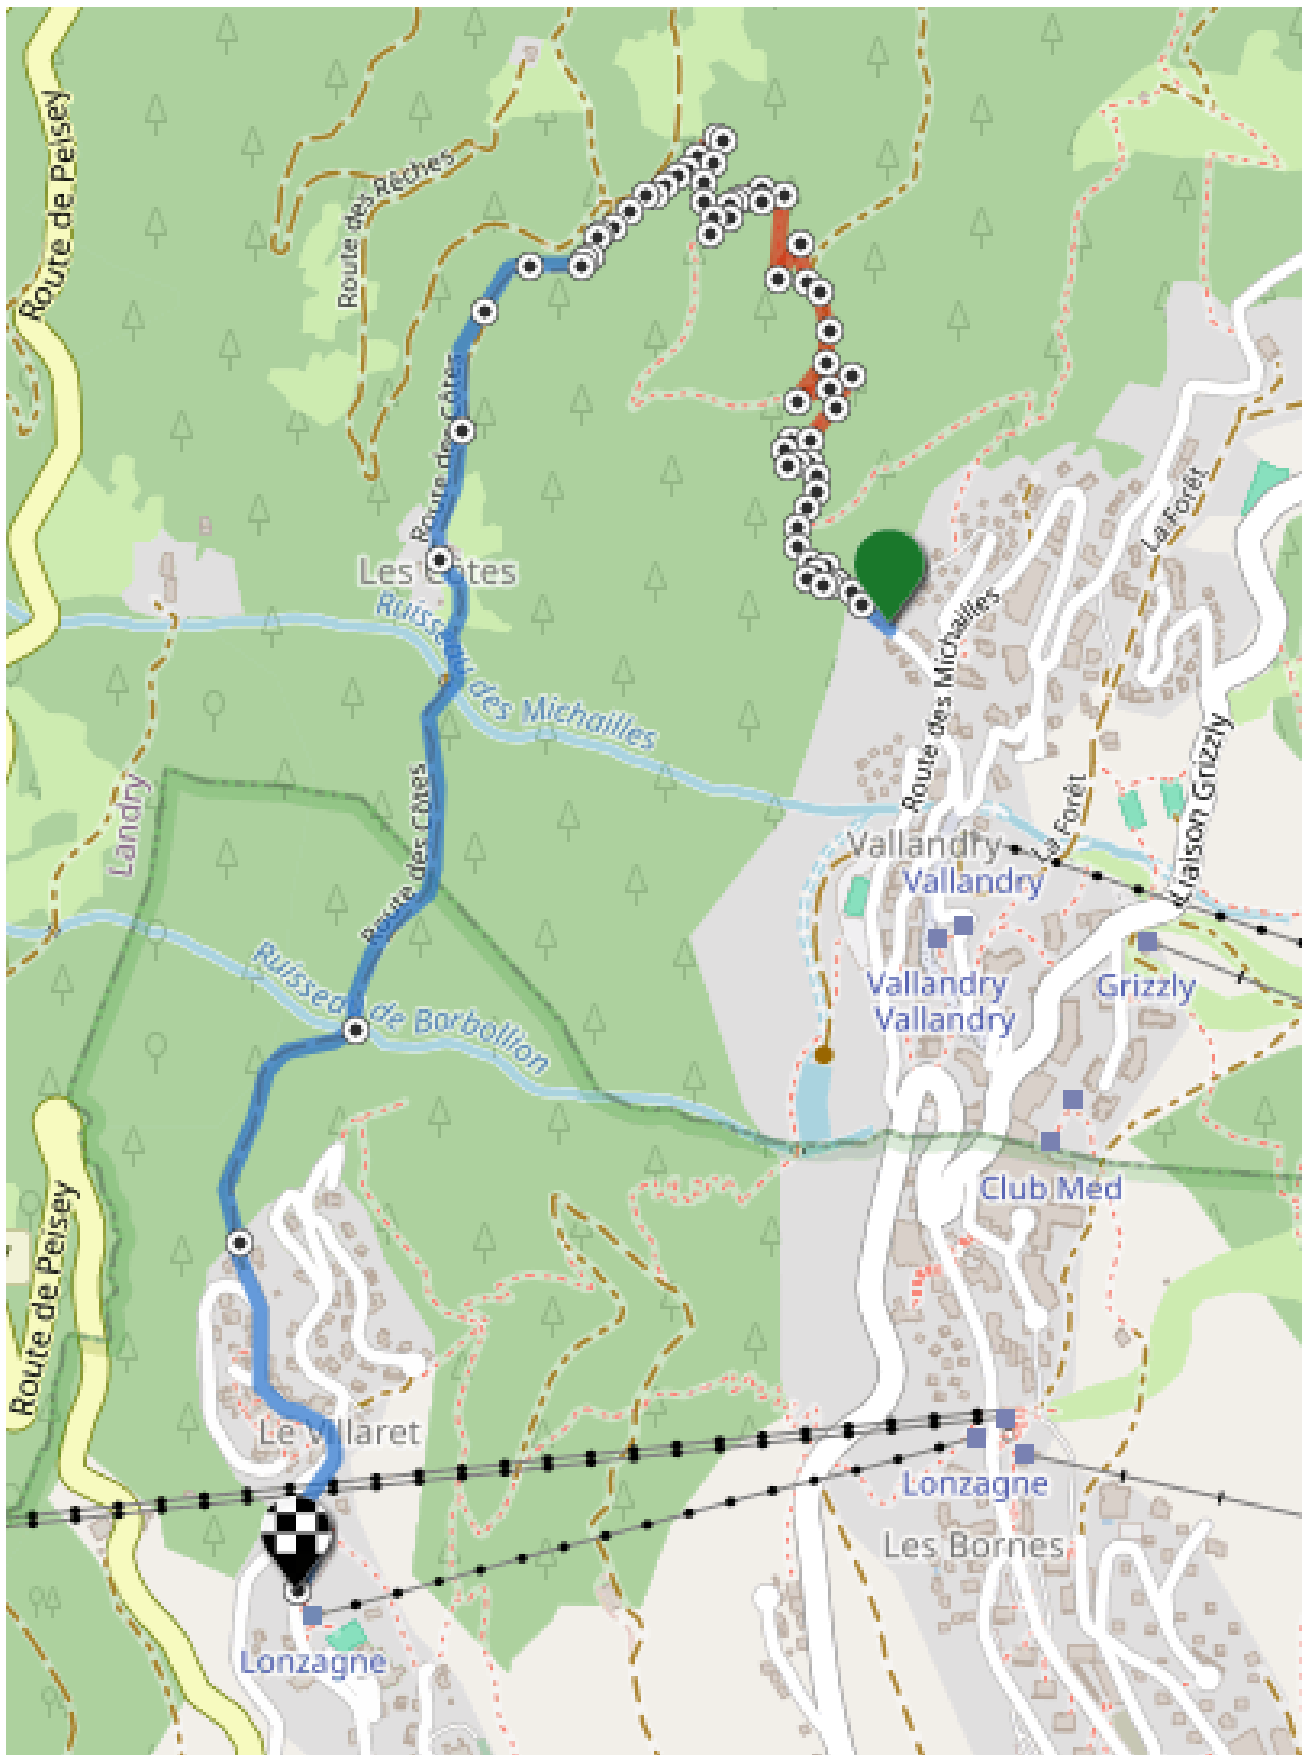 Route de Peisey
Route des Rêches
Route des Côtes
Les Côtes
La Forêt
Ruisseau des Michailles
Route des Michailles
Landry
Route des Côtes
La Forêt
Liaison Grizzly
Vallandry
Vallandry
Ruisseau de Borbollion
Vallandry
Vallandry
Grizzly
Route de Peisey
Club Med
Le Villaret
Lonzagne
Les Bornes
Lonzagne